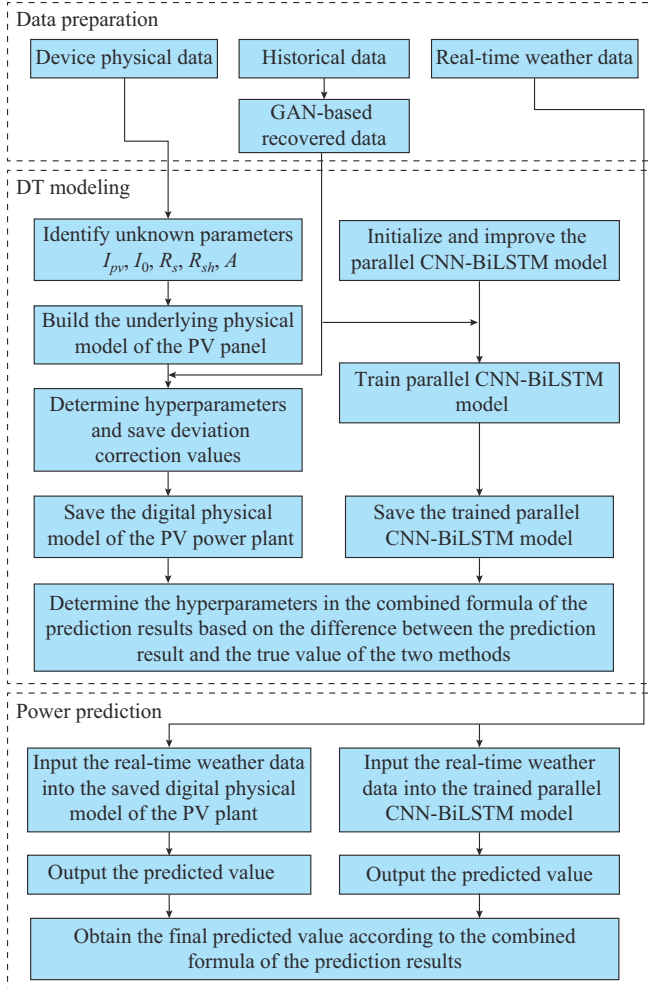 Data preparation
Device physical data
Historical data
Real-time weather data
GAN-based
recovered data
DT modeling
Identify unknown parameters
I_pv, I_0, R_s, R_sh, A
Initialize and improve the
parallel CNN-BiLSTM model
Build the underlying physical
model of the PV panel
Train parallel CNN-BiLSTM
model
Determine hyperparameters
and save deviation
correction values
Save the digital physical
model of the PV power plant
Save the trained parallel
CNN-BiLSTM model
Determine the hyperparameters in the combined formula of the
prediction results based on the difference between the prediction
result and the true value of the two methods
Power prediction
Input the real-time weather data
into the saved digital physical
model of the PV plant
Input the real-time weather
data into the trained parallel
CNN-BiLSTM model
Output the predicted value
Output the predicted value
Obtain the final predicted value according to the combined
formula of the prediction results